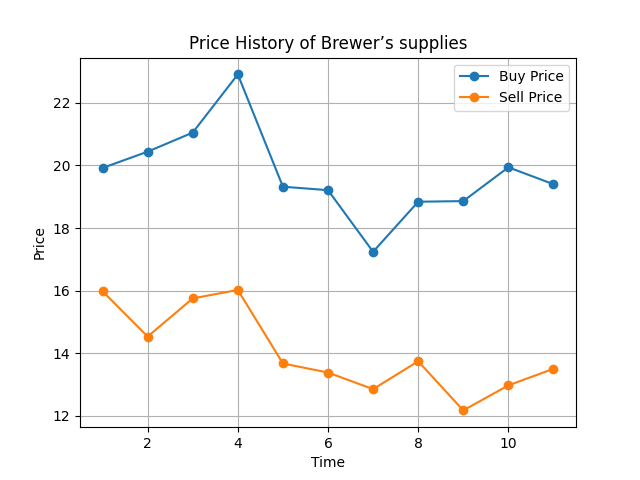 Price History of Brewer’s supplies
Buy Price
Sell Price
Price
22
20
18
16
14
12
2 4 6 8 10
Time